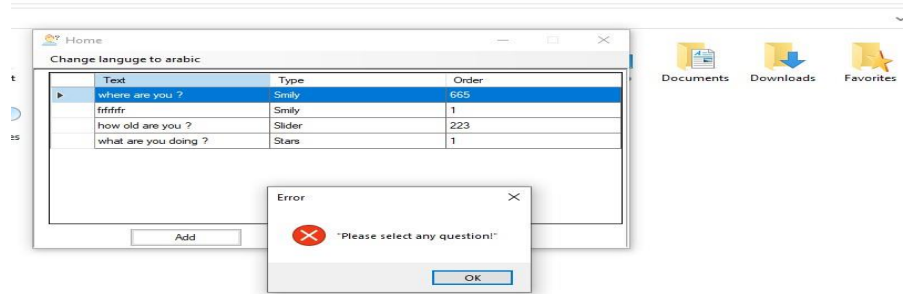 Home
Change languge to arabic
Text Type Order
where are you ? Smily 665
frfrfrfr Smily 1
how old are you ? Slider 223
what are you doing ? Stars 1
Error
"Please select any question!"
Add
OK
Documents Downloads Favorites